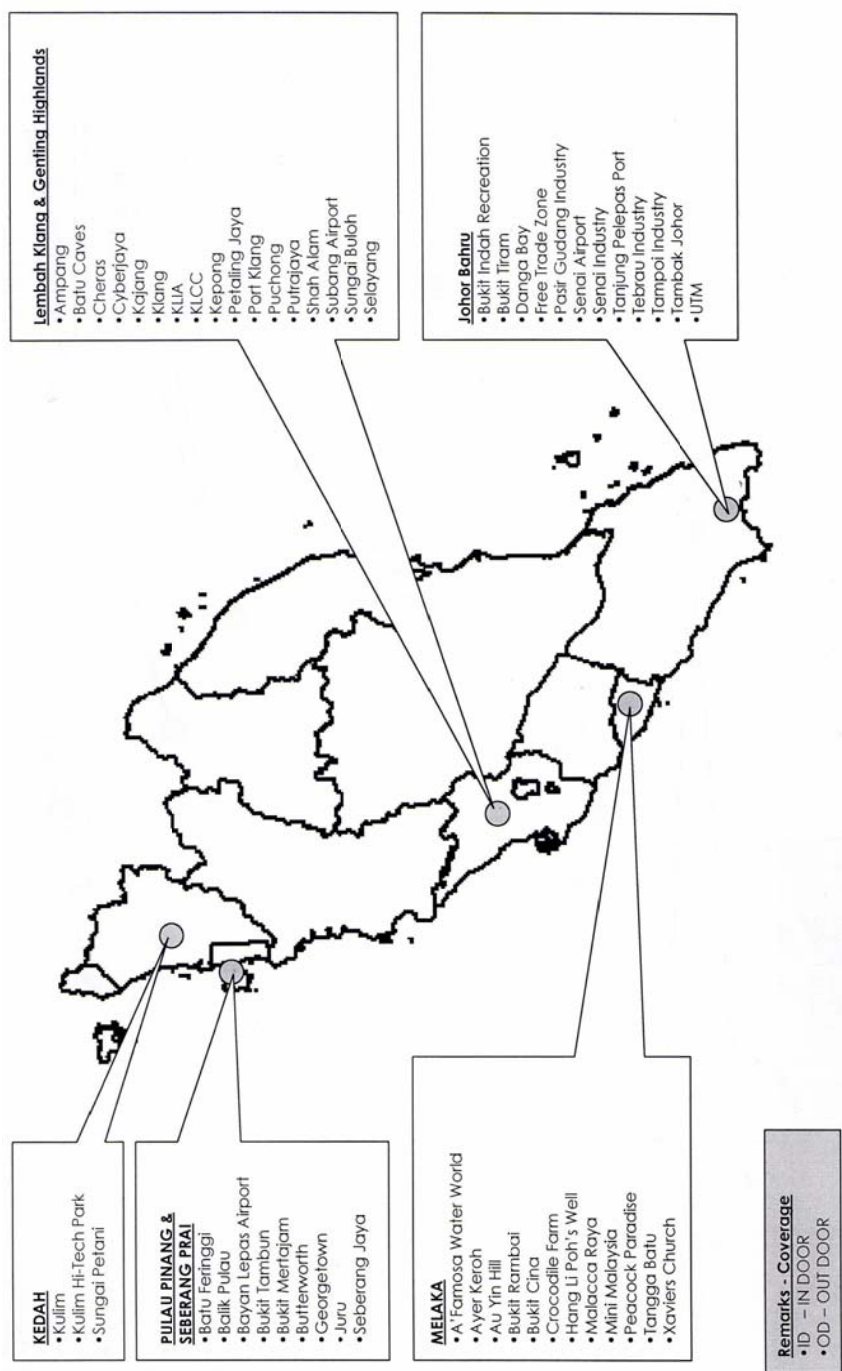 KEDAH
•Kulim
•Kulim Hi-Tech Park
•Sungai Petani
PULAU PINANG &
SEBERANG PRAI
•Batu Feringgi
•Balik Pulau
•Bayan Lepas Airport
•Bukit Tambun
•Bukit Mertajam
•Butterworth
•Georgetown
•Juru
•Seberang Jaya
MELAKA
•A'Famosa Water World
•Ayer Keroh
•Au Yin Hill
•Bukit Rambai
•Bukit Cina
•Crocodile Farm
•Hang Li Poh's Well
•Malacca Raya
•Mini Malaysia
•Peacock Paradise
•Tangga Batu
•Xaviers Church
Remarks - Coverage
•ID – IN DOOR
•OD – OUT DOOR
Lembah Klang & Genting Highlands
•Ampang
•Batu Caves
•Cheras
•Cyberjaya
•Kajang
•Klang
•KLIA
•KLCC
•Kepong
•Petaling Jaya
•Port Klang
•Puchong
•Putrajaya
•Shah Alam
•Subang Airport
•Sungai Buloh
•Selayang
Johor Bahru
•Bukit Indah Recreation
•Bukit Tiram
•Danga Bay
•Free Trade Zone
•Pasir Gudang Industry
•Senai Airport
•Senai Industry
•Tanjung Pelepas Port
•Tebrau Industry
•Tampoi Industry
•Tambak Johor
•UTM